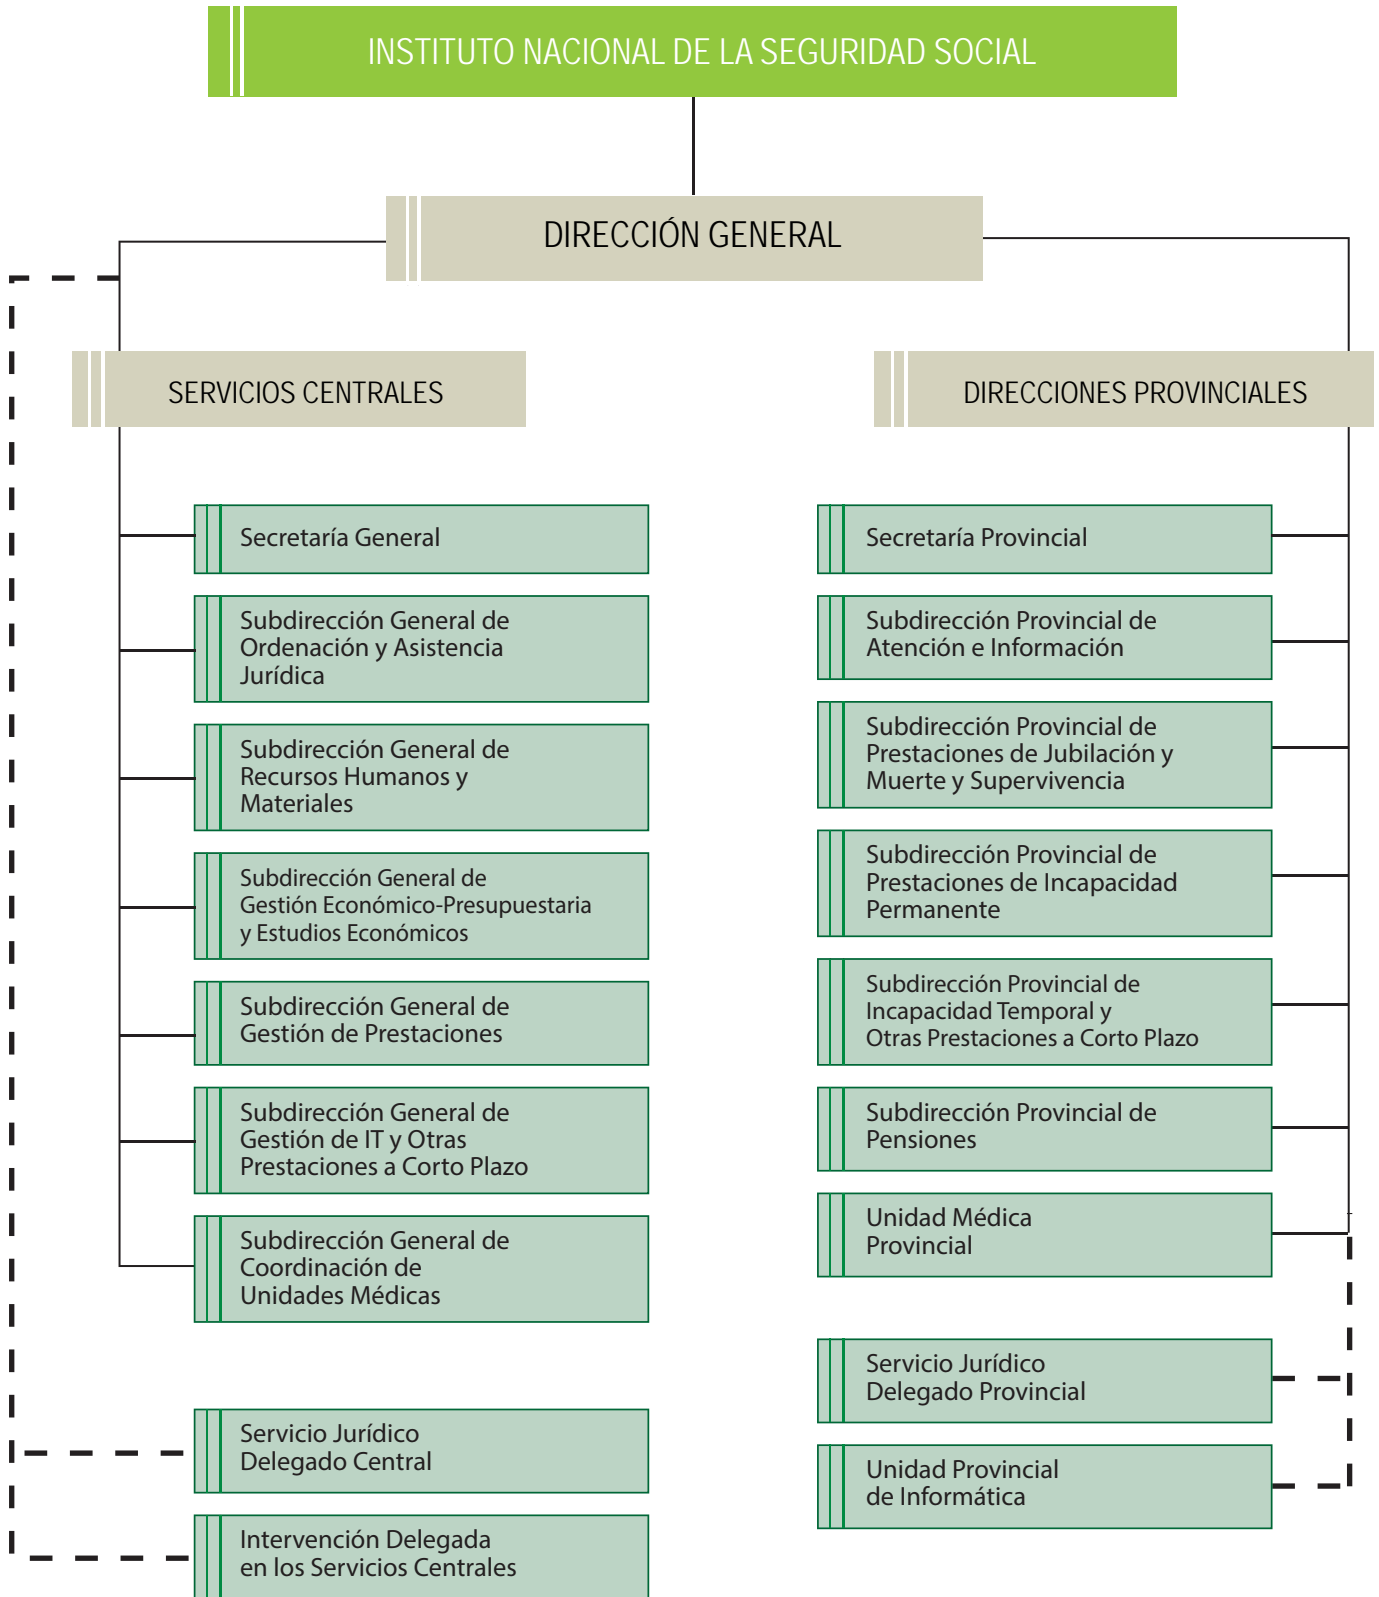 INSTITUTO NACIONAL DE LA SEGURIDAD SOCIAL
DIRECCIÓN GENERAL
SERVICIOS CENTRALES
Secretaría General
Subdirección General de
Ordenación y Asistencia
Jurídica
Subdirección General de
Recursos Humanos y
Materiales
Subdirección General de
Gestión Económico-Presupuestaria
y Estudios Económicos
Subdirección General de
Gestión de Prestaciones
Subdirección General de
Gestión de IT y Otras
Prestaciones a Corto Plazo
Subdirección General de
Coordinación de
Unidades Médicas
Servicio Jurídico
Delegado Central
Intervención Delegada
en los Servicios Centrales
DIRECCIONES PROVINCIALES
Secretaría Provincial
Subdirección Provincial de
Atención e Información
Subdirección Provincial de
Prestaciones de Jubilación y
Muerte y Supervivencia
Subdirección Provincial de
Prestaciones de Incapacidad
Permanente
Subdirección Provincial de
Incapacidad Temporal y
Otras Prestaciones a Corto Plazo
Subdirección Provincial de
Pensiones
Unidad Médica
Provincial
Servicio Jurídico
Delegado Provincial
Unidad Provincial
de Informática